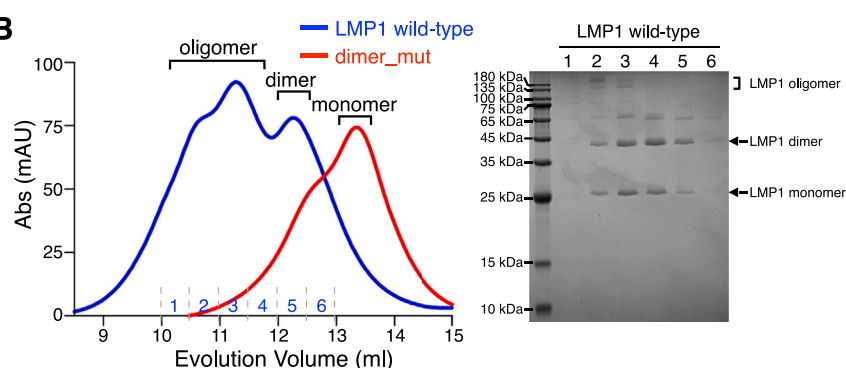 B
LMP1 wild-type
dimer_mut
oligomer
dimer
monomer
Abs (mAU)
100
75
50
25
0
1 2 3 4 5 6
9 10 11 12 13 14 15
Evolution Volume (ml)
LMP1 wild-type
1 2 3 4 5 6
180 kDa
135 kDa
100 kDa
75 kDa
65 kDa
45 kDa
35 kDa
25 kDa
15 kDa
10 kDa
LMP1 oligomer
LMP1 dimer
LMP1 monomer